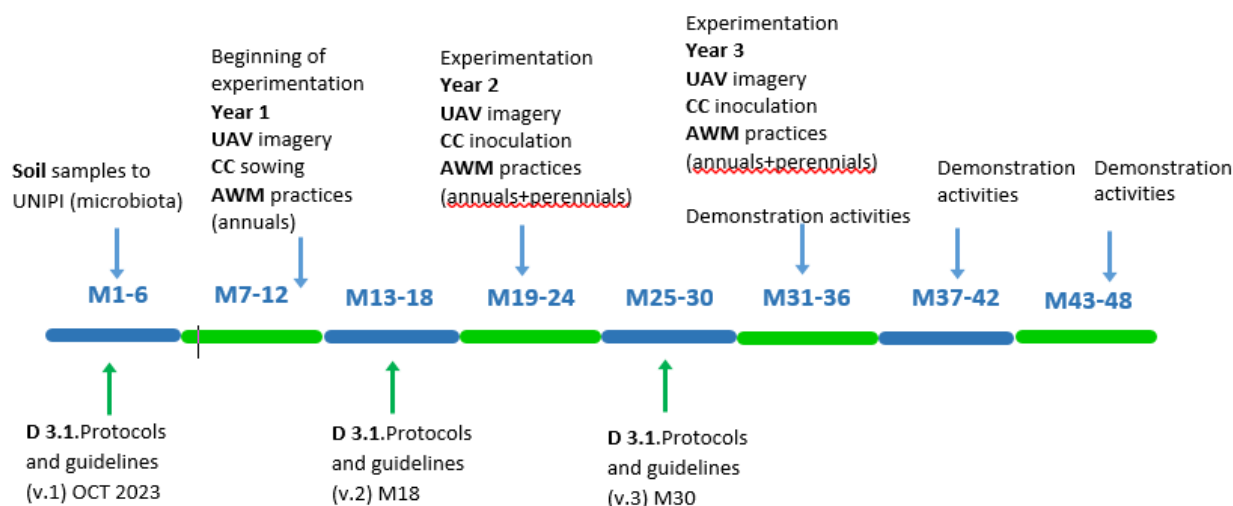 Soil samples to
UNIPI (microbiota)
Beginning of
experimentation
Year 1
UAV imagery
CC sowing
AWM practices
(annuals)
Experimentation
Year 2
UAV imagery
CC inoculation
AWM practices
(annuals+perennials)
Experimentation
Year 3
UAV imagery
CC inoculation
AWM practices
(annuals+perennials)
Demonstration activities
Demonstration
activities
Demonstration
activities
M1-6
M7-12
M13-18
M19-24
M25-30
M31-36
M37-42
M43-48
D 3.1.Protocols
and guidelines
(v.1) OCT 2023
D 3.1.Protocols
and guidelines
(v.2) M18
D 3.1.Protocols
and guidelines
(v.3) M30